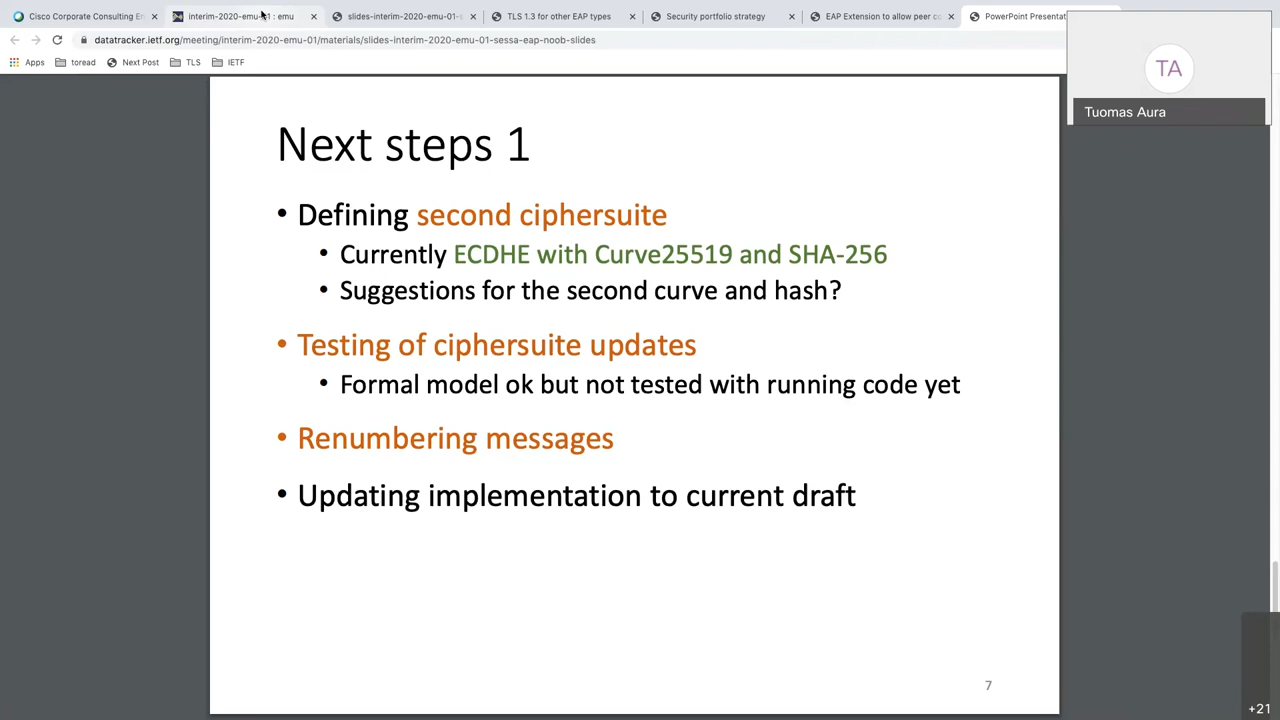 Cisco Corporate Consulting En
interim-2020-emu-01 : emu
slides-interim-2020-emu-01-s
TLS 1.3 for other EAP types
Security portfolio strategy
EAP Extension to allow peer co
PowerPoint Presentat
datatracker.ietf.org/meeting/interim-2020-emu-01/materials/slides-interim-2020-emu-01-sessa-eap-noob-slides
Apps
toread
Next Post
TLS
IETF
TA
Tuomas Aura
Next steps 1
• Defining second ciphersuite
• Currently ECDHE with Curve25519 and SHA-256
• Suggestions for the second curve and hash?
• Testing of ciphersuite updates
• Formal model ok but not tested with running code yet
• Renumbering messages
• Updating implementation to current draft
7
+21